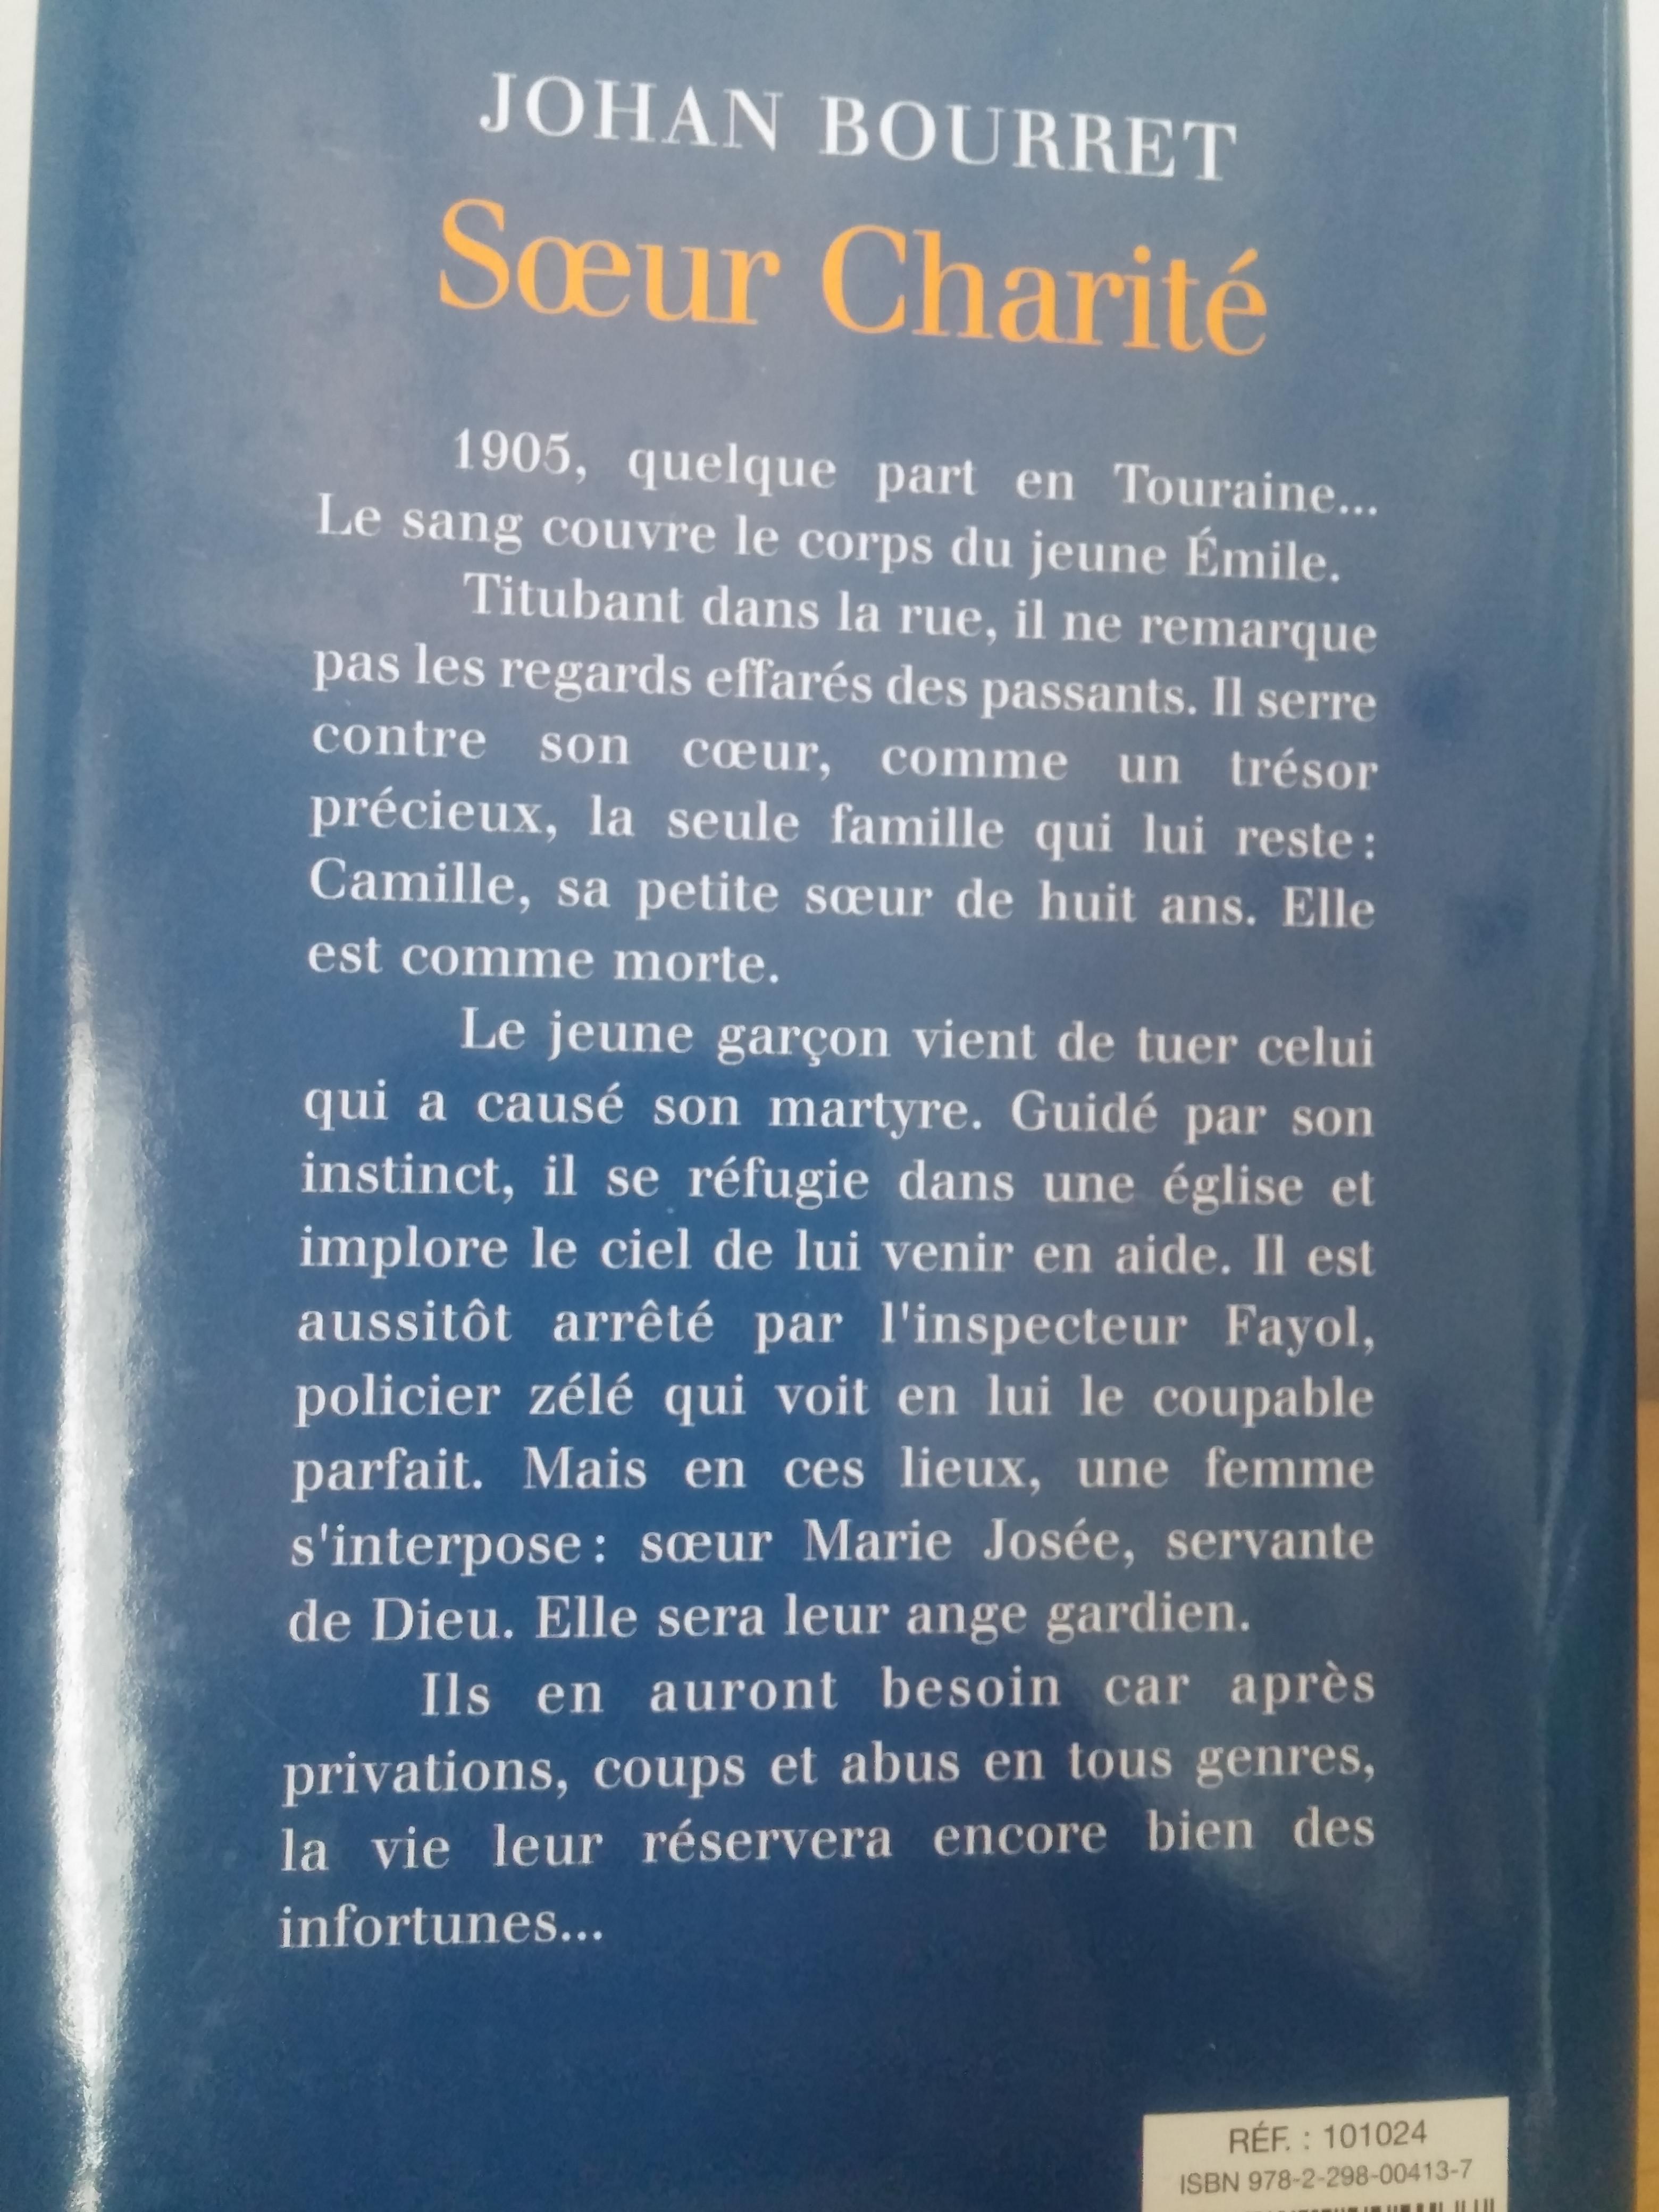 JOHAN BOURRET
Sœur Charité
1905, quelque part en Touraine...
Le sang couvre le corps du jeune Émile.
Titubant dans la rue, il ne remarque
pas les regards effarés des passants. Il serre
contre son cœur, comme un trésor
précieux, la seule famille qui lui reste :
Camille, sa petite sœur de huit ans. Elle
est comme morte.
Le jeune garçon vient de tuer celui
qui a causé son martyre. Guidé par son
instinct, il se réfugie dans une église et
implore le ciel de lui venir en aide. Il est
aussitôt arrêté par l'inspecteur Fayol,
policier zélé qui voit en lui le coupable
parfait. Mais en ces lieux, une femme
s'interpose : sœur Marie Josée, servante
de Dieu. Elle sera leur ange gardien.
Ils en auront besoin car après
privations, coups et abus en tous genres,
la vie leur réservera encore bien des
infortunes...
RÉF. : 101024
ISBN 978-2-298-00413-7